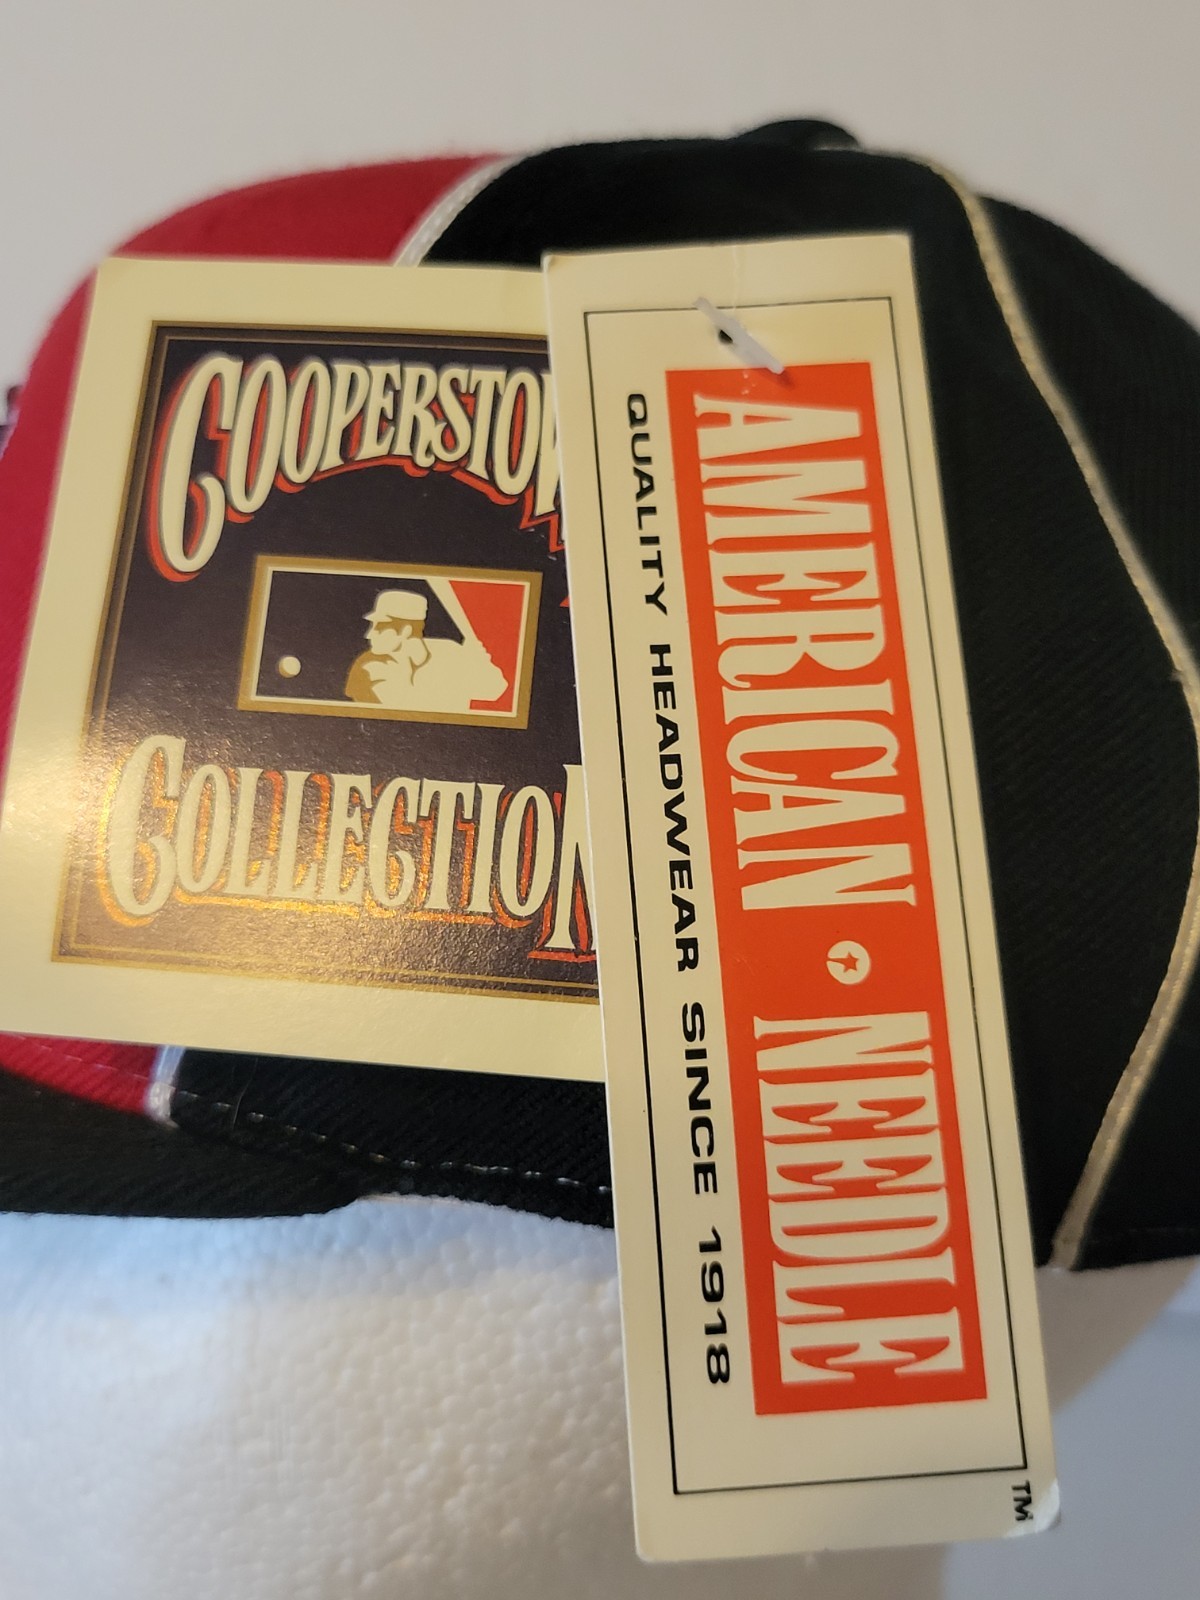 COOPERSTOW
COLLECTION
AMERICAN NEEDLE
QUALITY HEADWEAR SINCE 1918
TM